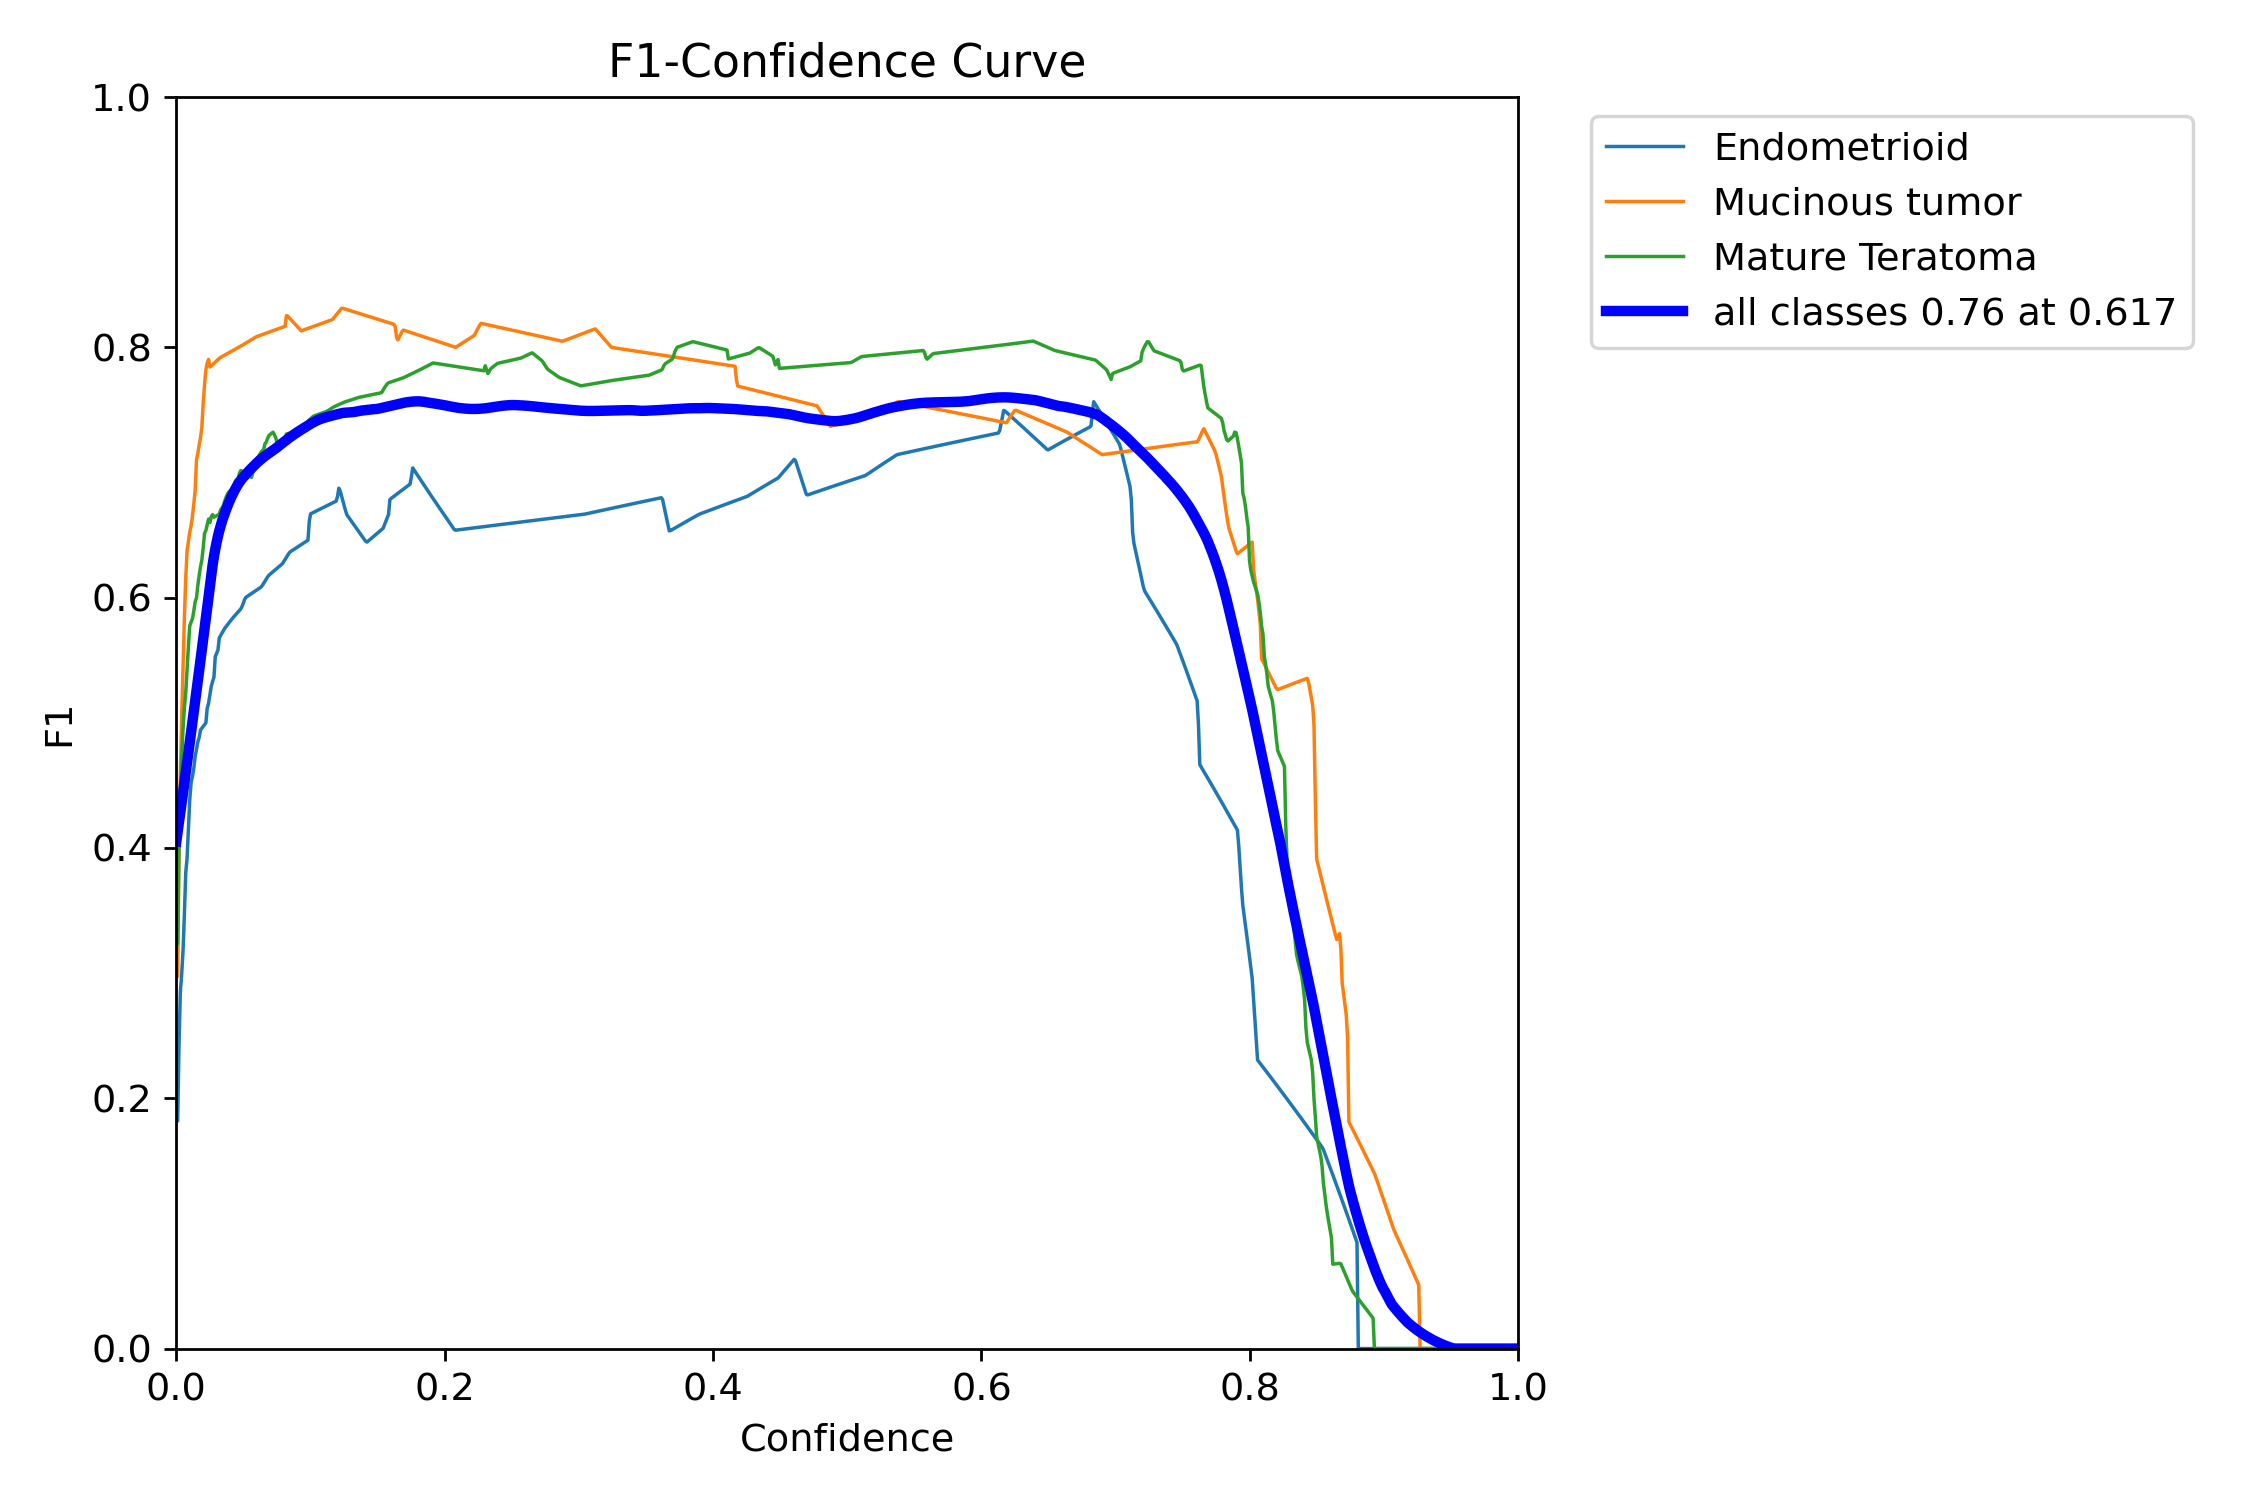 F1-Confidence Curve
1.0
0.8
0.6
0.4
0.2
0.0
F1
0.0 0.2 0.4 0.6 0.8 1.0
Confidence
Endometrioid
Mucinous tumor
Mature Teratoma
all classes 0.76 at 0.617